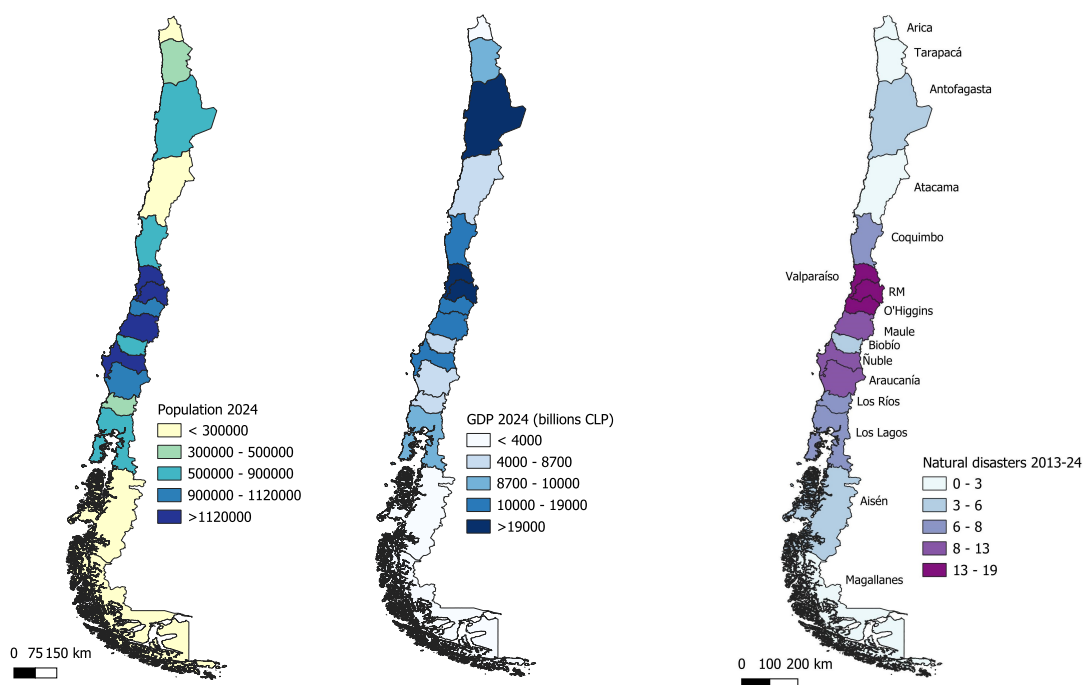 Arica
Tarapacá
Antofagasta
Atacama
Coquimbo
Valparaíso
RM
O'Higgins
Maule
Biobío
Ñuble
Araucanía
Los Ríos
Los Lagos
Aisén
Magallanes
Population 2024
< 300000
300000 - 500000
500000 - 900000
900000 - 1120000
>1120000
0 75 150 km
GDP 2024 (billions CLP)
< 4000
4000 - 8700
8700 - 10000
10000 - 19000
>19000
Natural disasters 2013-24
0 - 3
3 - 6
6 - 8
8 - 13
13 - 19
0 100 200 km